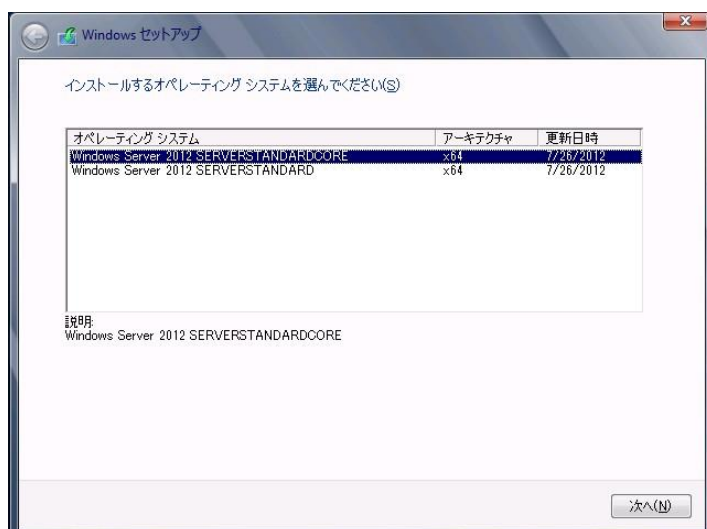 Windows セットアップ
インストールするオペレーティング システムを選んでください(S)
オペレーティング システム アーキテクチャ 更新日時
Windows Server 2012 SERVERSTANDARDCORE x64 7/26/2012
Windows Server 2012 SERVERSTANDARD x64 7/26/2012
説明:
Windows Server 2012 SERVERSTANDARDCORE
次へ(N)